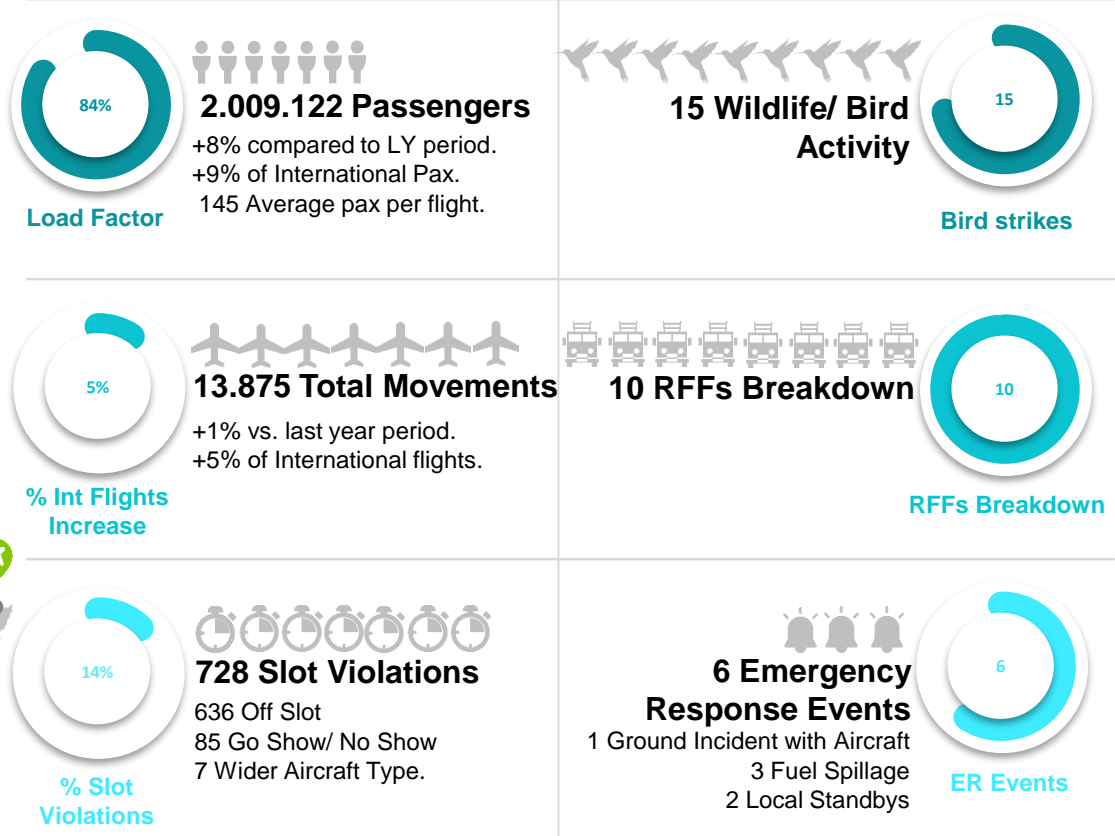 84%
Load Factor
2.009.122 Passengers
+8% compared to LY period.
+9% of International Pax.
145 Average pax per flight.
15 Wildlife/ Bird
Activity
15
Bird strikes
5%
% Int Flights
Increase
13.875 Total Movements
+1% vs. last year period.
+5% of International flights.
10 RFFs Breakdown
10
RFFs Breakdown
14%
% Slot
Violations
728 Slot Violations
636 Off Slot
85 Go Show/ No Show
7 Wider Aircraft Type.
6 Emergency
Response Events
1 Ground Incident with Aircraft
3 Fuel Spillage
2 Local Standbys
6
ER Events